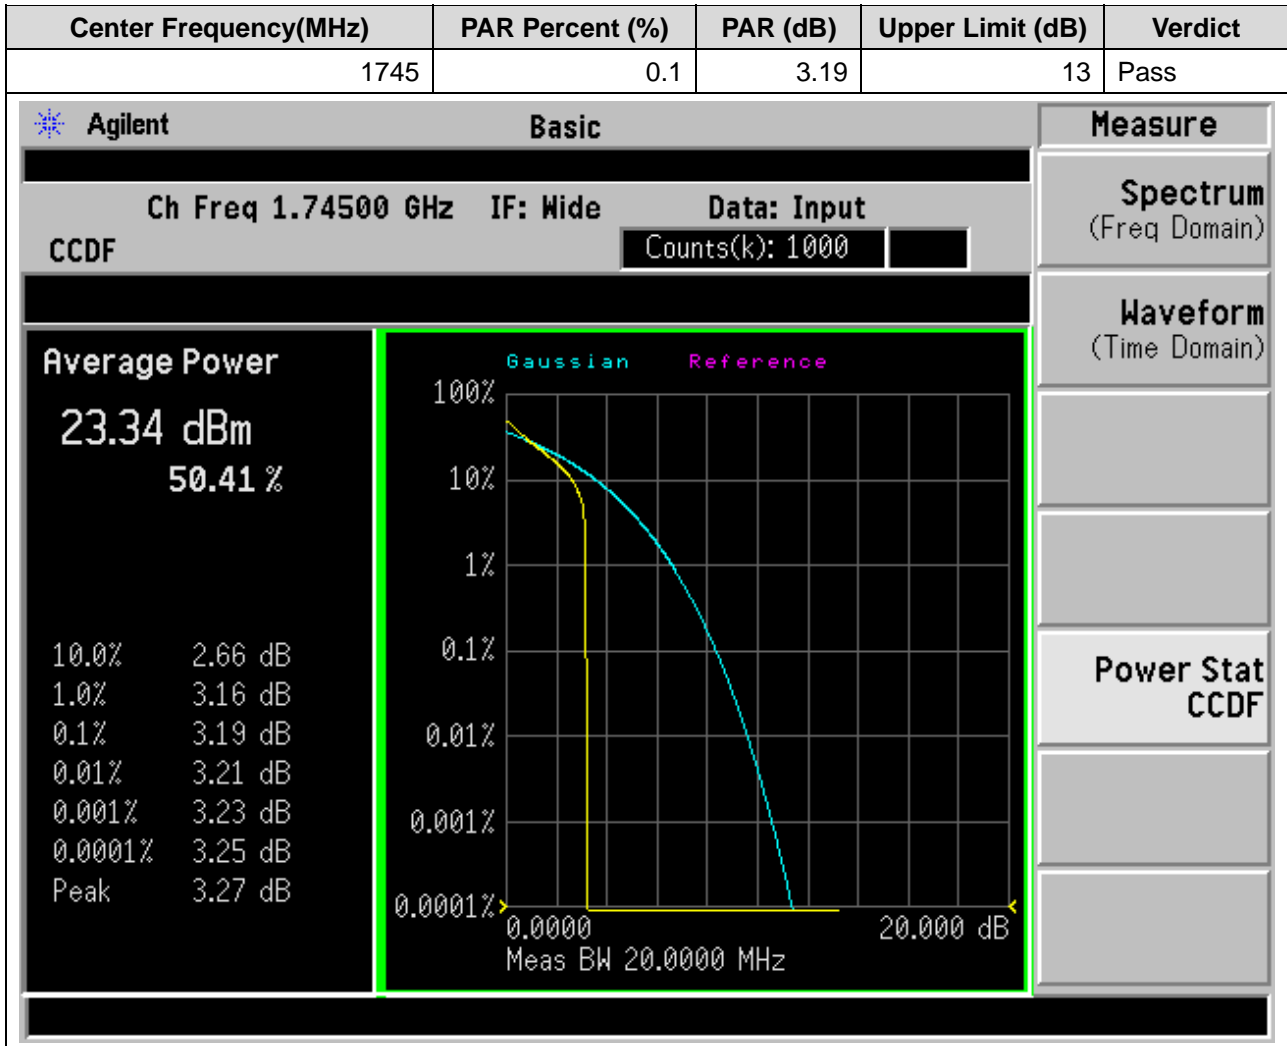 Center Frequency(MHz) PAR Percent (%) PAR (dB) Upper Limit (dB) Verdict
1745 0.1 3.19 13 Pass
Agilent Basic Measure
Ch Freq 1.74500 GHz IF: Wide Data: Input
CCDF Counts(k): 1000
Spectrum
(Freq Domain)
Waveform
(Time Domain)
Power Stat
CCDF
Average Power
23.34 dBm
50.41 %
10.0% 2.66 dB
1.0% 3.16 dB
0.1% 3.19 dB
0.01% 3.21 dB
0.001% 3.23 dB
0.0001% 3.25 dB
Peak 3.27 dB
Gaussian Reference
100%
10%
1%
0.1%
0.01%
0.001%
0.0001%
0.0000 20.000 dB
Meas BW 20.0000 MHz